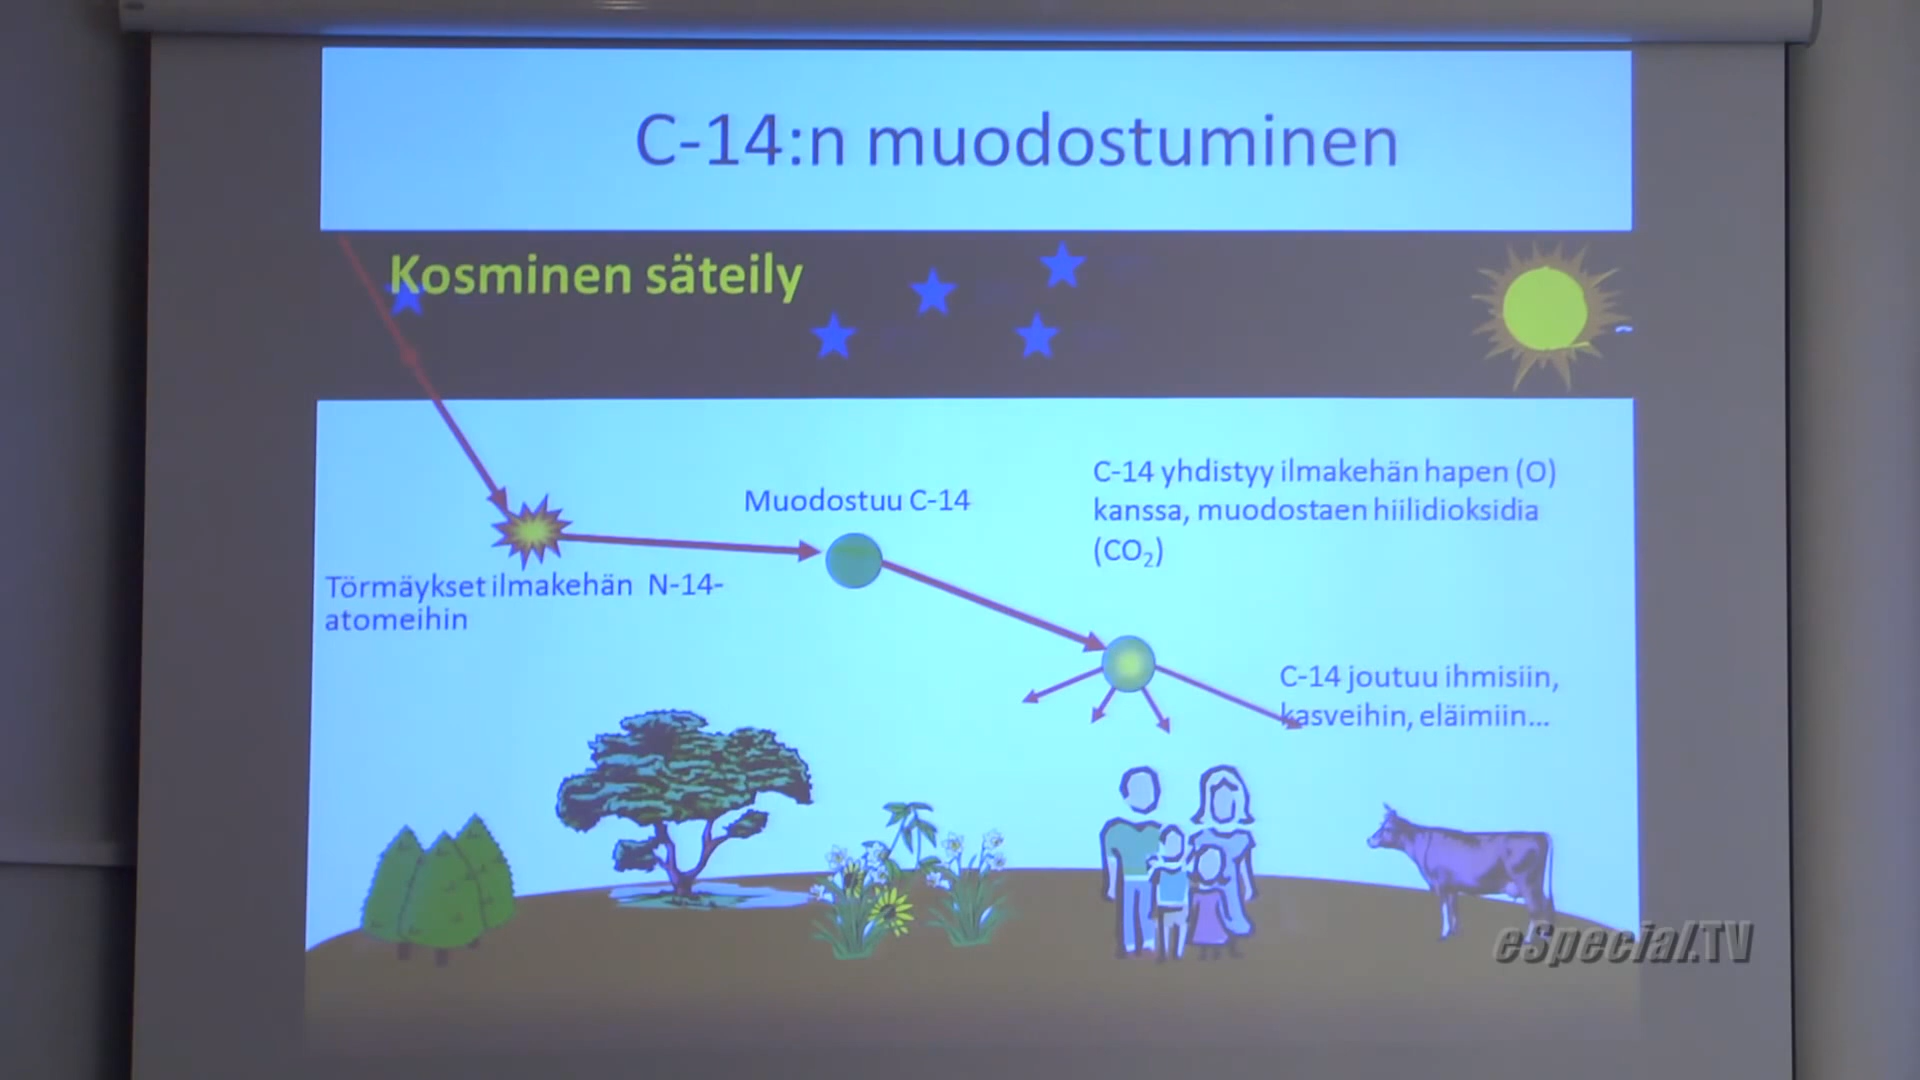 C-14:n muodostuminen
Kosminen säteily
C-14 yhdistyy ilmakehän hapen (O)
kanssa, muodostaen hiilidioksidia
(CO₂)
Muodostuu C-14
Törmäykset ilmakehän N-14-
atomeihin
C-14 joutuu ihmisiin,
kasveihin, eläimiin...
eSpecial.TV